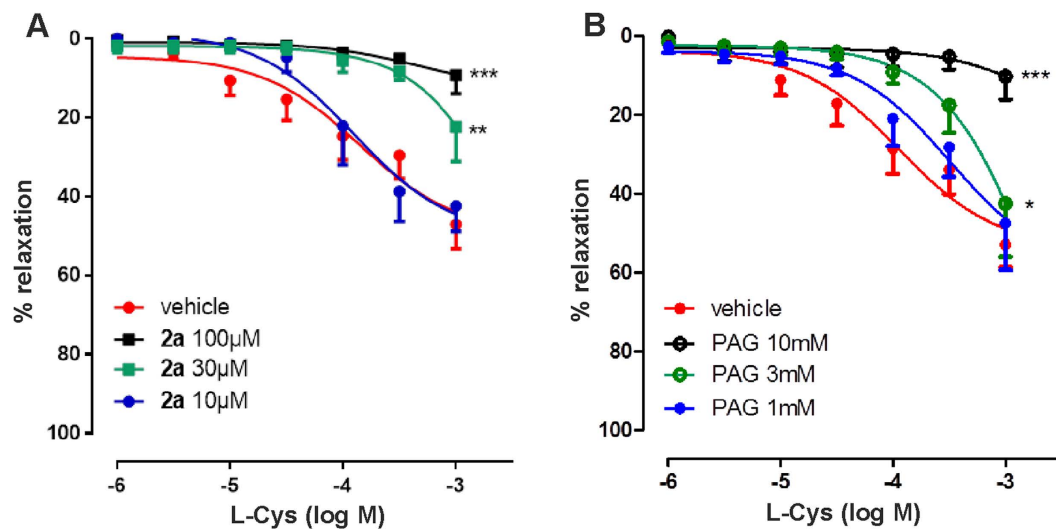 A
0
20
40
60
80
100
% relaxation
***
**
vehicle
2a 100µM
2a 30µM
2a 10µM
-6 -5 -4 -3
L-Cys (log M)
B
0
20
40
60
80
100
% relaxation
***
*
vehicle
PAG 10mM
PAG 3mM
PAG 1mM
-6 -5 -4 -3
L-Cys (log M)